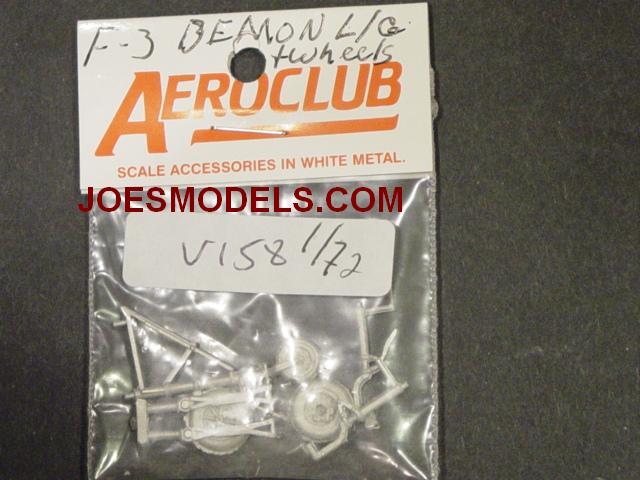 F-3 DEMON L/G
+wheels
AEROCLUB
SCALE ACCESSORIES IN WHITE METAL.
JOESMODELS.COM
V158 1/72